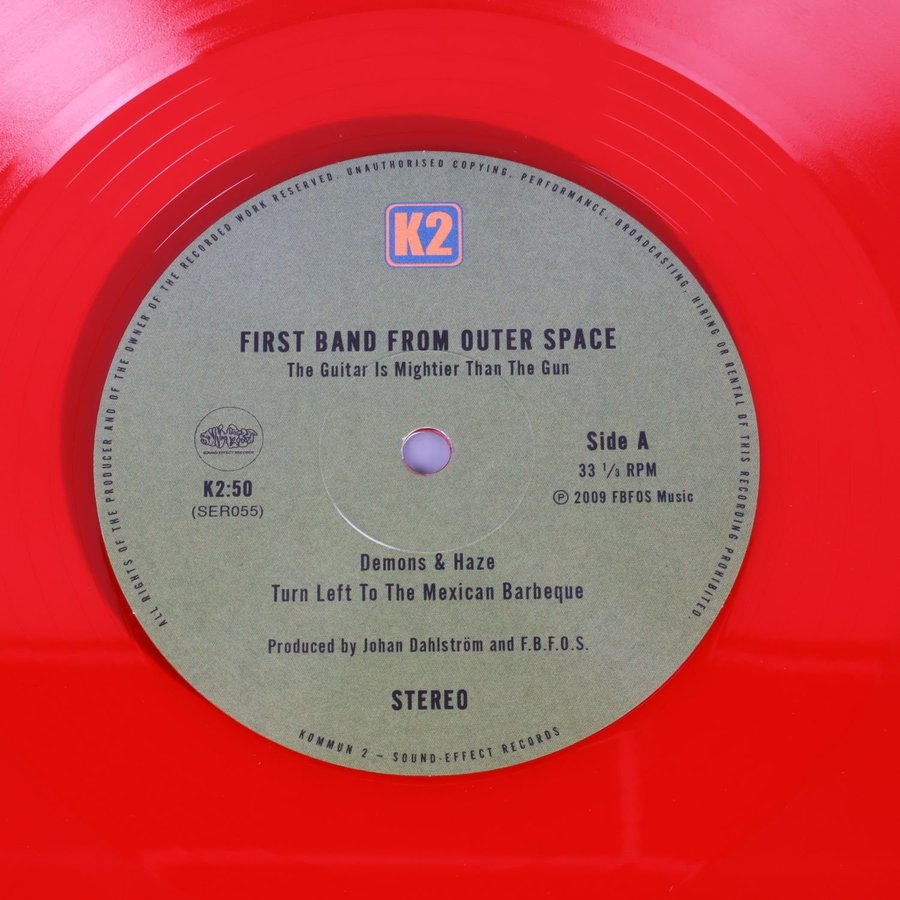 ALL RIGHTS OF THE PRODUCER AND OF THE OWNER OF THE RECORDED WORK RESERVED. UNAUTHORISED COPYING, PERFORMANCE, BROADCASTING, HIRING OR RENTAL OF THIS RECORDING PROHIBITED.
K2
FIRST BAND FROM OUTER SPACE
The Guitar Is Mightier Than The Gun
SOUND EFFECT RECORDS
K2:50
(SER055)
Side A
33 ⅓ RPM
℗ 2009 FBFOS Music
Demons & Haze
Turn Left To The Mexican Barbeque
Produced by Johan Dahlström and F.B.F.O.S.
STEREO
KOMMUN 2 – SOUND-EFFECT RECORDS